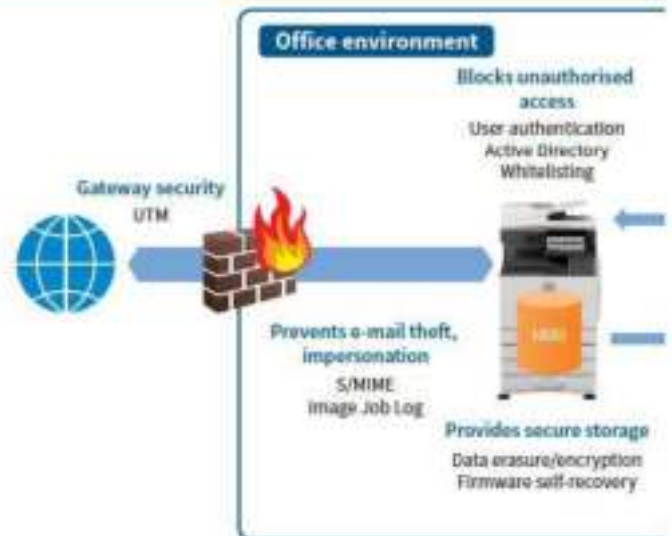 Office environment
Blocks unauthorised
access
User authentication
Active Directory
Whitelisting
Gateway security
UTM
HDD
Prevents e-mail theft,
impersonation
S/MIME
Image Job Log
Provides secure storage
Data erasure/encryption
Firmware self-recovery